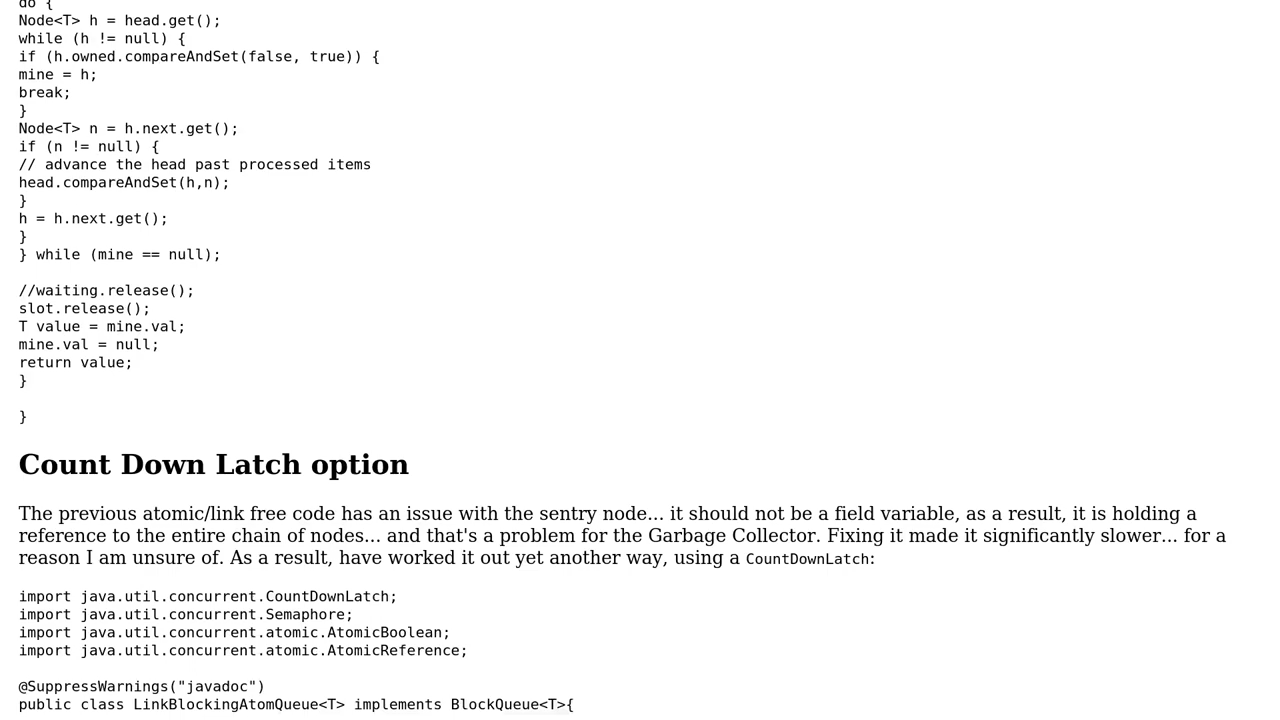 do {
Node<T> h = head.get();
while (h != null) {
if (h.owned.compareAndSet(false, true)) {
mine = h;
break;
}
Node<T> n = h.next.get();
if (n != null) {
// advance the head past processed items
head.compareAndSet(h,n);
}
h = h.next.get();
}
} while (mine == null);

//waiting.release();
slot.release();
T value = mine.val;
mine.val = null;
return value;
}

}
Count Down Latch option
The previous atomic/link free code has an issue with the sentry node... it should not be a field variable, as a result, it is holding a
reference to the entire chain of nodes... and that's a problem for the Garbage Collector. Fixing it made it significantly slower... for a
reason I am unsure of. As a result, have worked it out yet another way, using a CountDownLatch:
import java.util.concurrent.CountDownLatch;
import java.util.concurrent.Semaphore;
import java.util.concurrent.atomic.AtomicBoolean;
import java.util.concurrent.atomic.AtomicReference;

@SuppressWarnings("javadoc")
public class LinkBlockingAtomQueue<T> implements BlockQueue<T>{